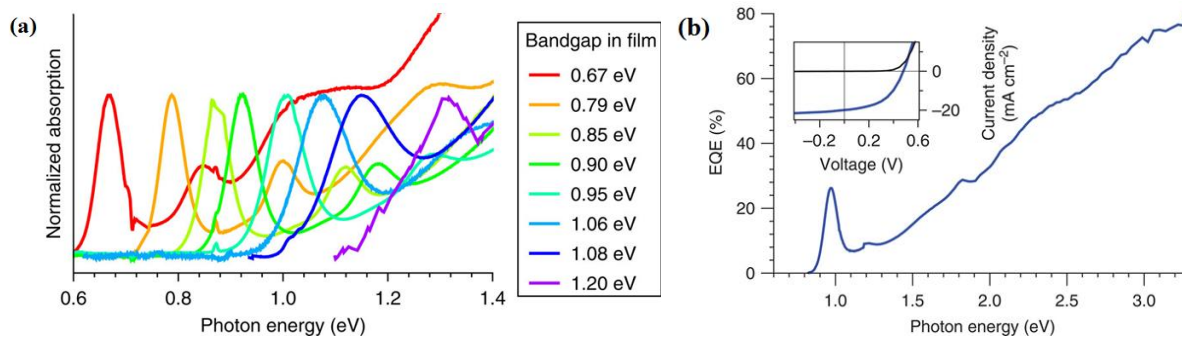 (a)
Normalized absorption
0.6 0.8 1.0 1.2 1.4
Photon energy (eV)
Bandgap in film
0.67 eV
0.79 eV
0.85 eV
0.90 eV
0.95 eV
1.06 eV
1.08 eV
1.20 eV
(b)
EQE (%)
80
60
40
20
0
1.0 1.5 2.0 2.5 3.0
Photon energy (eV)
0
−20
−0.2 0.2 0.6
Voltage (V)
Current density
(mA cm−2)